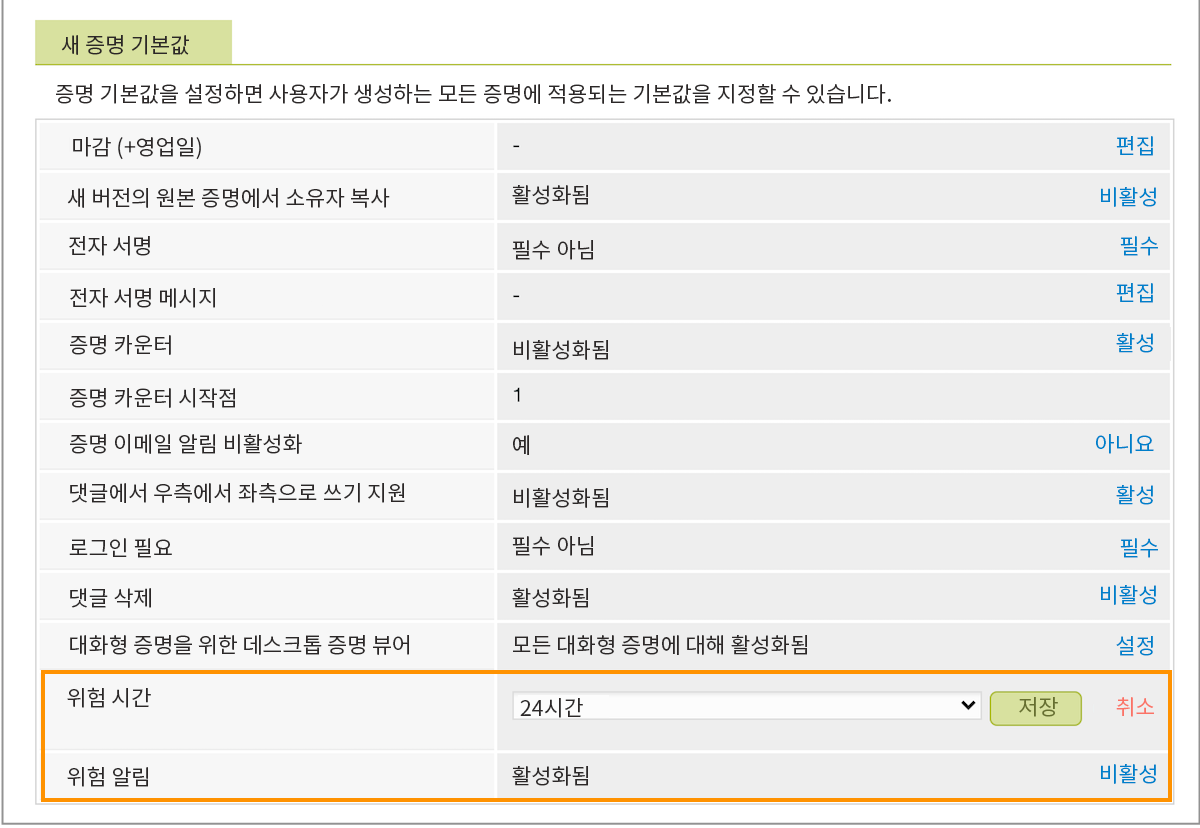 새 증명 기본값
증명 기본값을 설정하면 사용자가 생성하는 모든 증명에 적용되는 기본값을 지정할 수 있습니다.
마감 (+영업일) - 편집
새 버전의 원본 증명에서 소유자 복사 활성화됨 비활성
전자 서명 필수 아님 필수
전자 서명 메시지 - 편집
증명 카운터 비활성화됨 활성
증명 카운터 시작점 1
증명 이메일 알림 비활성화 예 아니요
댓글에서 우측에서 좌측으로 쓰기 지원 비활성화됨 활성
로그인 필요 필수 아님 필수
댓글 삭제 활성화됨 비활성
대화형 증명을 위한 데스크톱 증명 뷰어 모든 대화형 증명에 대해 활성화됨 설정
위험 시간 24시간 저장 취소
위험 알림 활성화됨 비활성